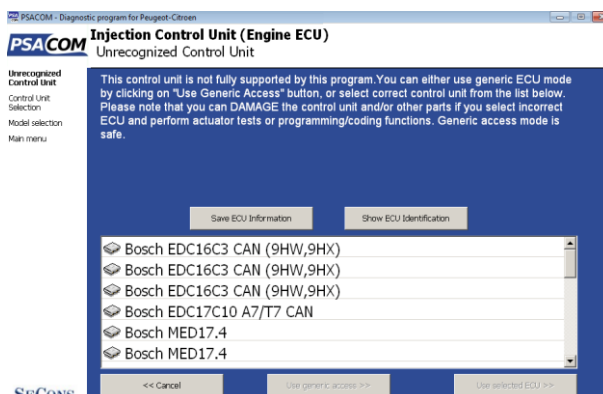 PSACOM - Diagnostic program for Peugeot-Citroen
PSACOM
Injection Control Unit (Engine ECU)
Unrecognized Control Unit
Unrecognized
Control Unit
Control Unit
Selection
Model selection
Main menu
This control unit is not fully supported by this program.You can either use generic ECU mode
by clicking on "Use Generic Access" button, or select correct control unit from the list below.
Please note that you can DAMAGE the control unit and/or other parts if you select incorrect
ECU and perform actuator tests or programming/coding functions. Generic access mode is
safe.
Save ECU Information
Show ECU Identification
Bosch EDC16C3 CAN (9HW,9HX)
Bosch EDC16C3 CAN (9HW,9HX)
Bosch EDC16C3 CAN (9HW,9HX)
Bosch EDC17C10 A7/T7 CAN
Bosch MED17.4
Bosch MED17.4
<< Cancel
Use generic access >>
Use selected ECU >>
SECONS